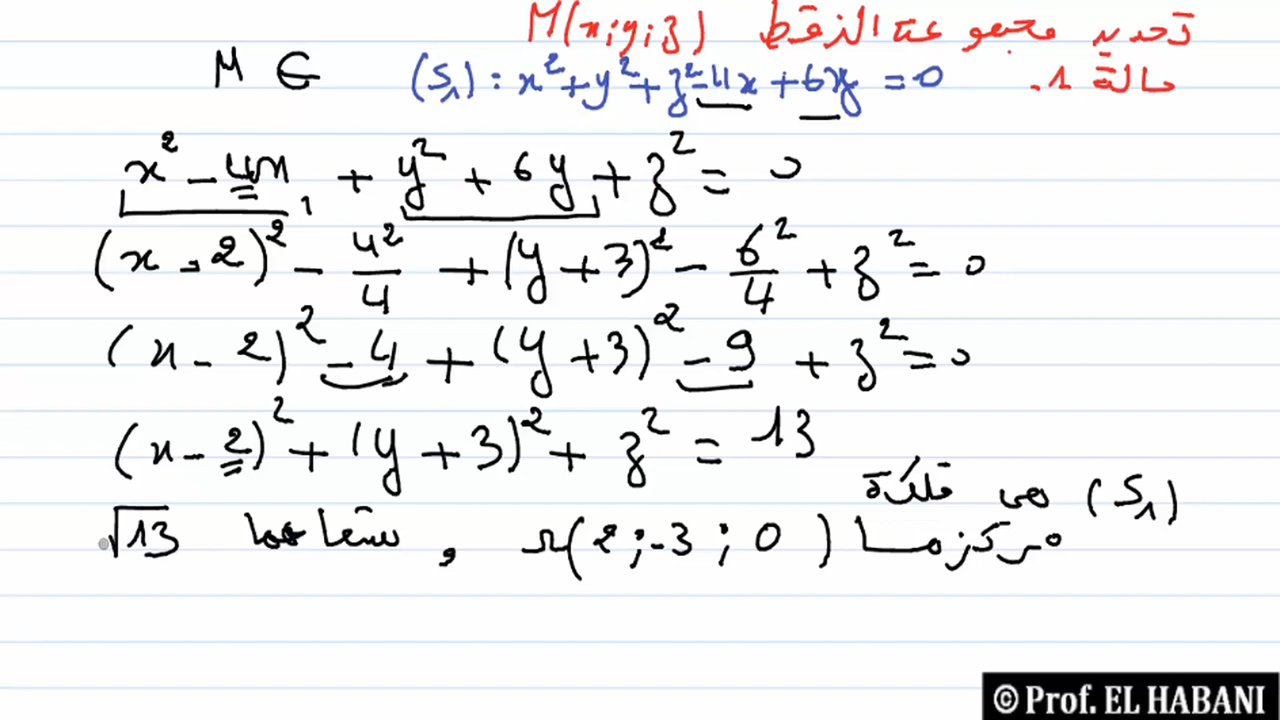 تحديد مجموعة النقط M(x;y;z)
حالة 1.
M ∈ (S₁) : x² + y² + z² - 4x + 6y = 0
x² - 4x + y² + 6y + z² = 0
(x - 2)² - 4²/4 + (y + 3)² - 6²/4 + z² = 0
(x - 2)² - 4 + (y + 3)² - 9 + z² = 0
(x - 2)² + (y + 3)² + z² = 13
(S₁) هي فلكة
مركزها Ω(2 ; -3 ; 0) , شعاعها √13
© Prof. EL HABANI